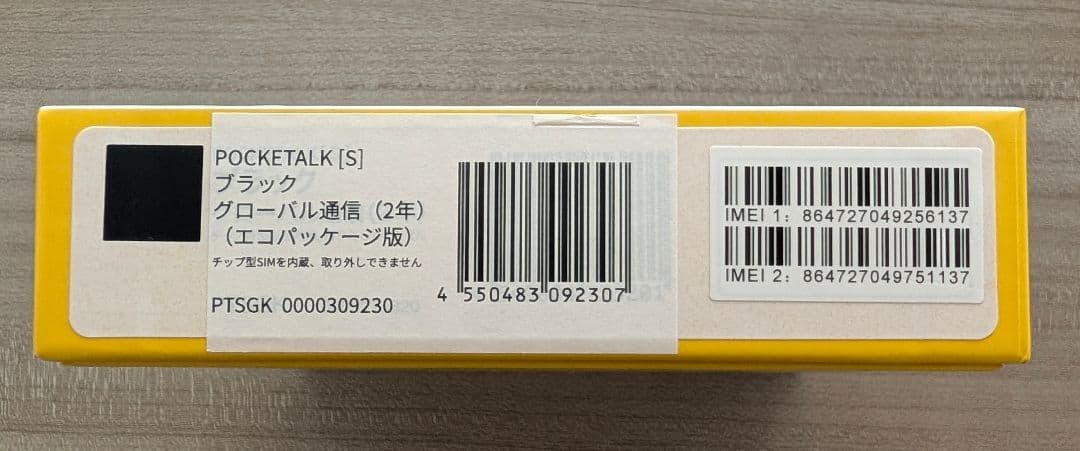 POCKETALK [S]
ブラック
グローバル通信（2年）
（エコパッケージ版）
チップ型SIMを内蔵、取り外しできません
PTSGK 0000309230
4 550483 092307
IMEI 1: 864727049256137
IMEI 2: 864727049751137